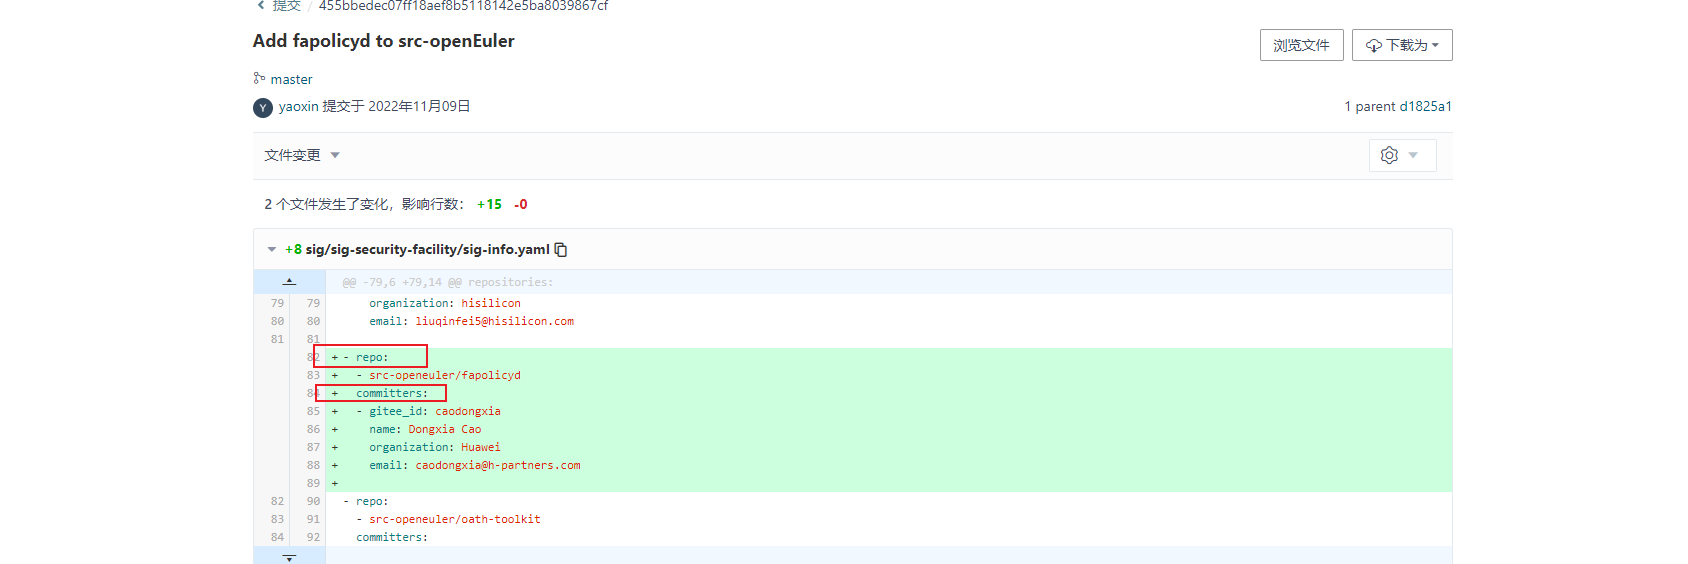 提交 / 455bbedec07ff18aef8b5118142e5ba8039867cf
Add fapolicyd to src-openEuler
浏览文件 下载为
master
Y yaoxin 提交于 2022年11月09日 1 parent d1825a1
文件变更
2 个文件发生了变化，影响行数： +15 -0
+8 sig/sig-security-facility/sig-info.yaml
@@ -79,6 +79,14 @@ repositories:
79 79 organization: hisilicon
80 80 email: liuqinfei5@hisilicon.com
81 81
82 + - repo:
83 + - src-openeuler/fapolicyd
84 + committers:
85 + - gitee_id: caodongxia
86 + name: Dongxia Cao
87 + organization: Huawei
88 + email: caodongxia@h-partners.com
89 +
82 90 - repo:
83 91 - src-openeuler/oath-toolkit
84 92 committers: